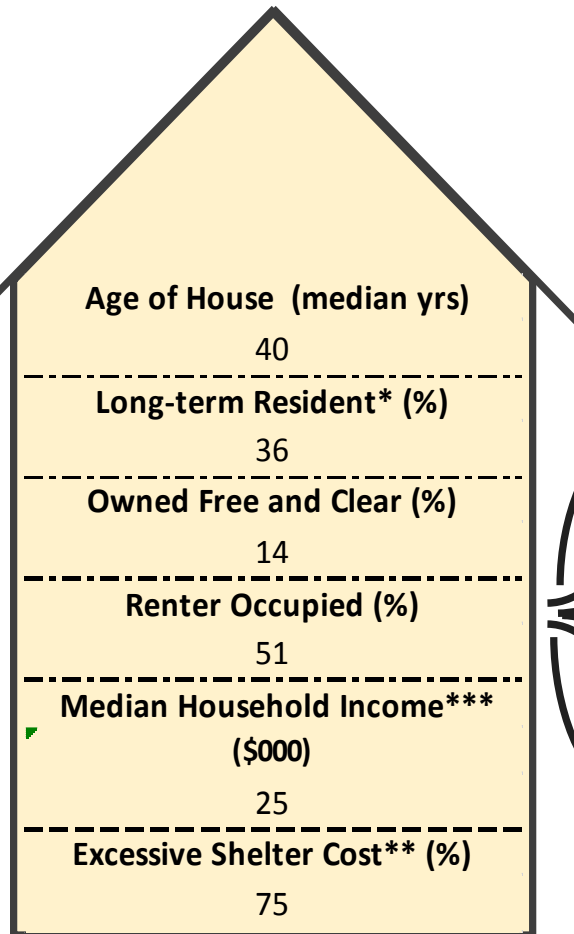 Age of House  (median yrs)
40
Long-term Resident* (%)
36
Owned Free and Clear (%)
14
Renter Occupied (%)
51
Median Household Income***
($000)
25
Excessive Shelter Cost** (%)
75